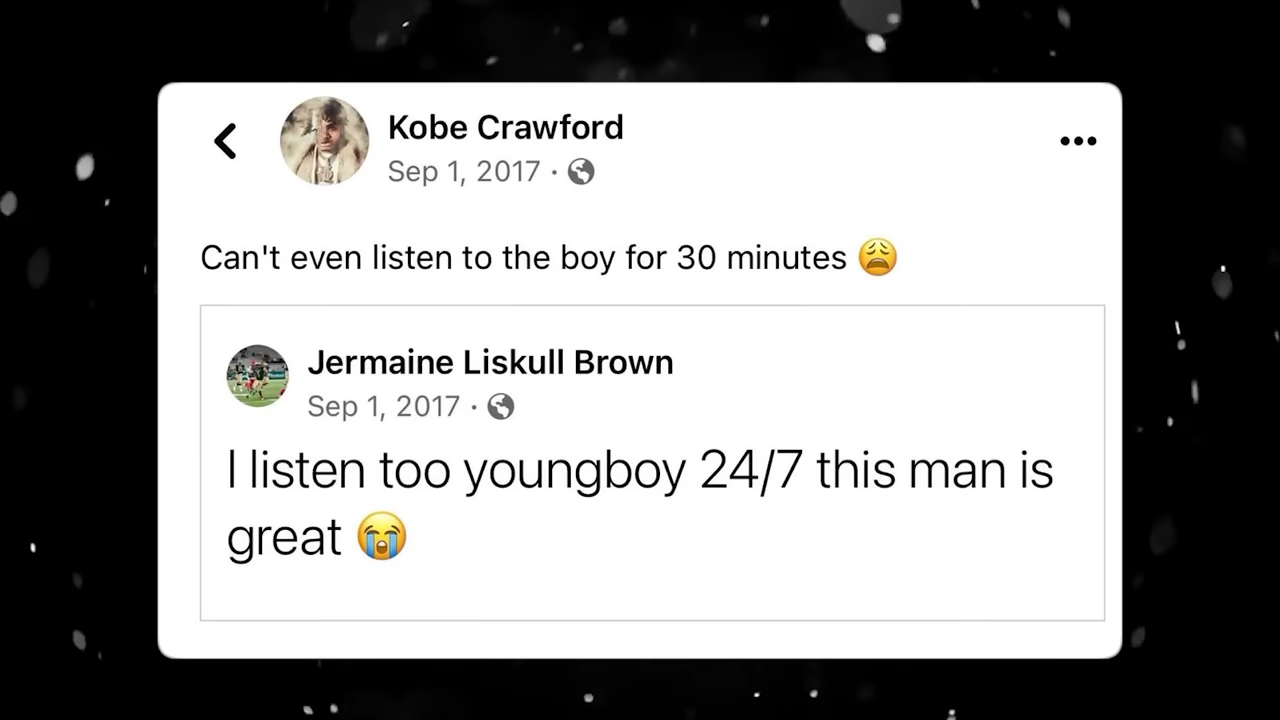 Kobe Crawford
Sep 1, 2017 ·
Can't even listen to the boy for 30 minutes 😩
Jermaine Liskull Brown
Sep 1, 2017 ·
I listen too youngboy 24/7 this man is
great 😭